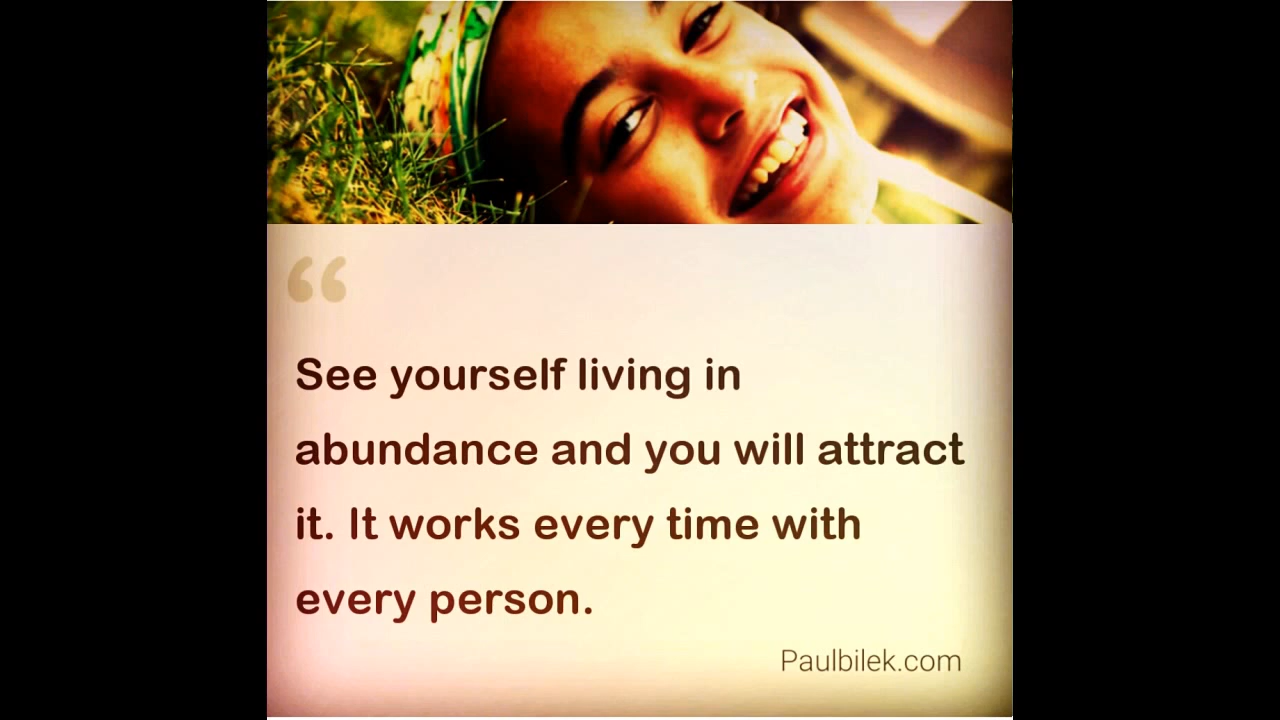 “
See yourself living in
abundance and you will attract
it. It works every time with
every person.
Paulbilek.com